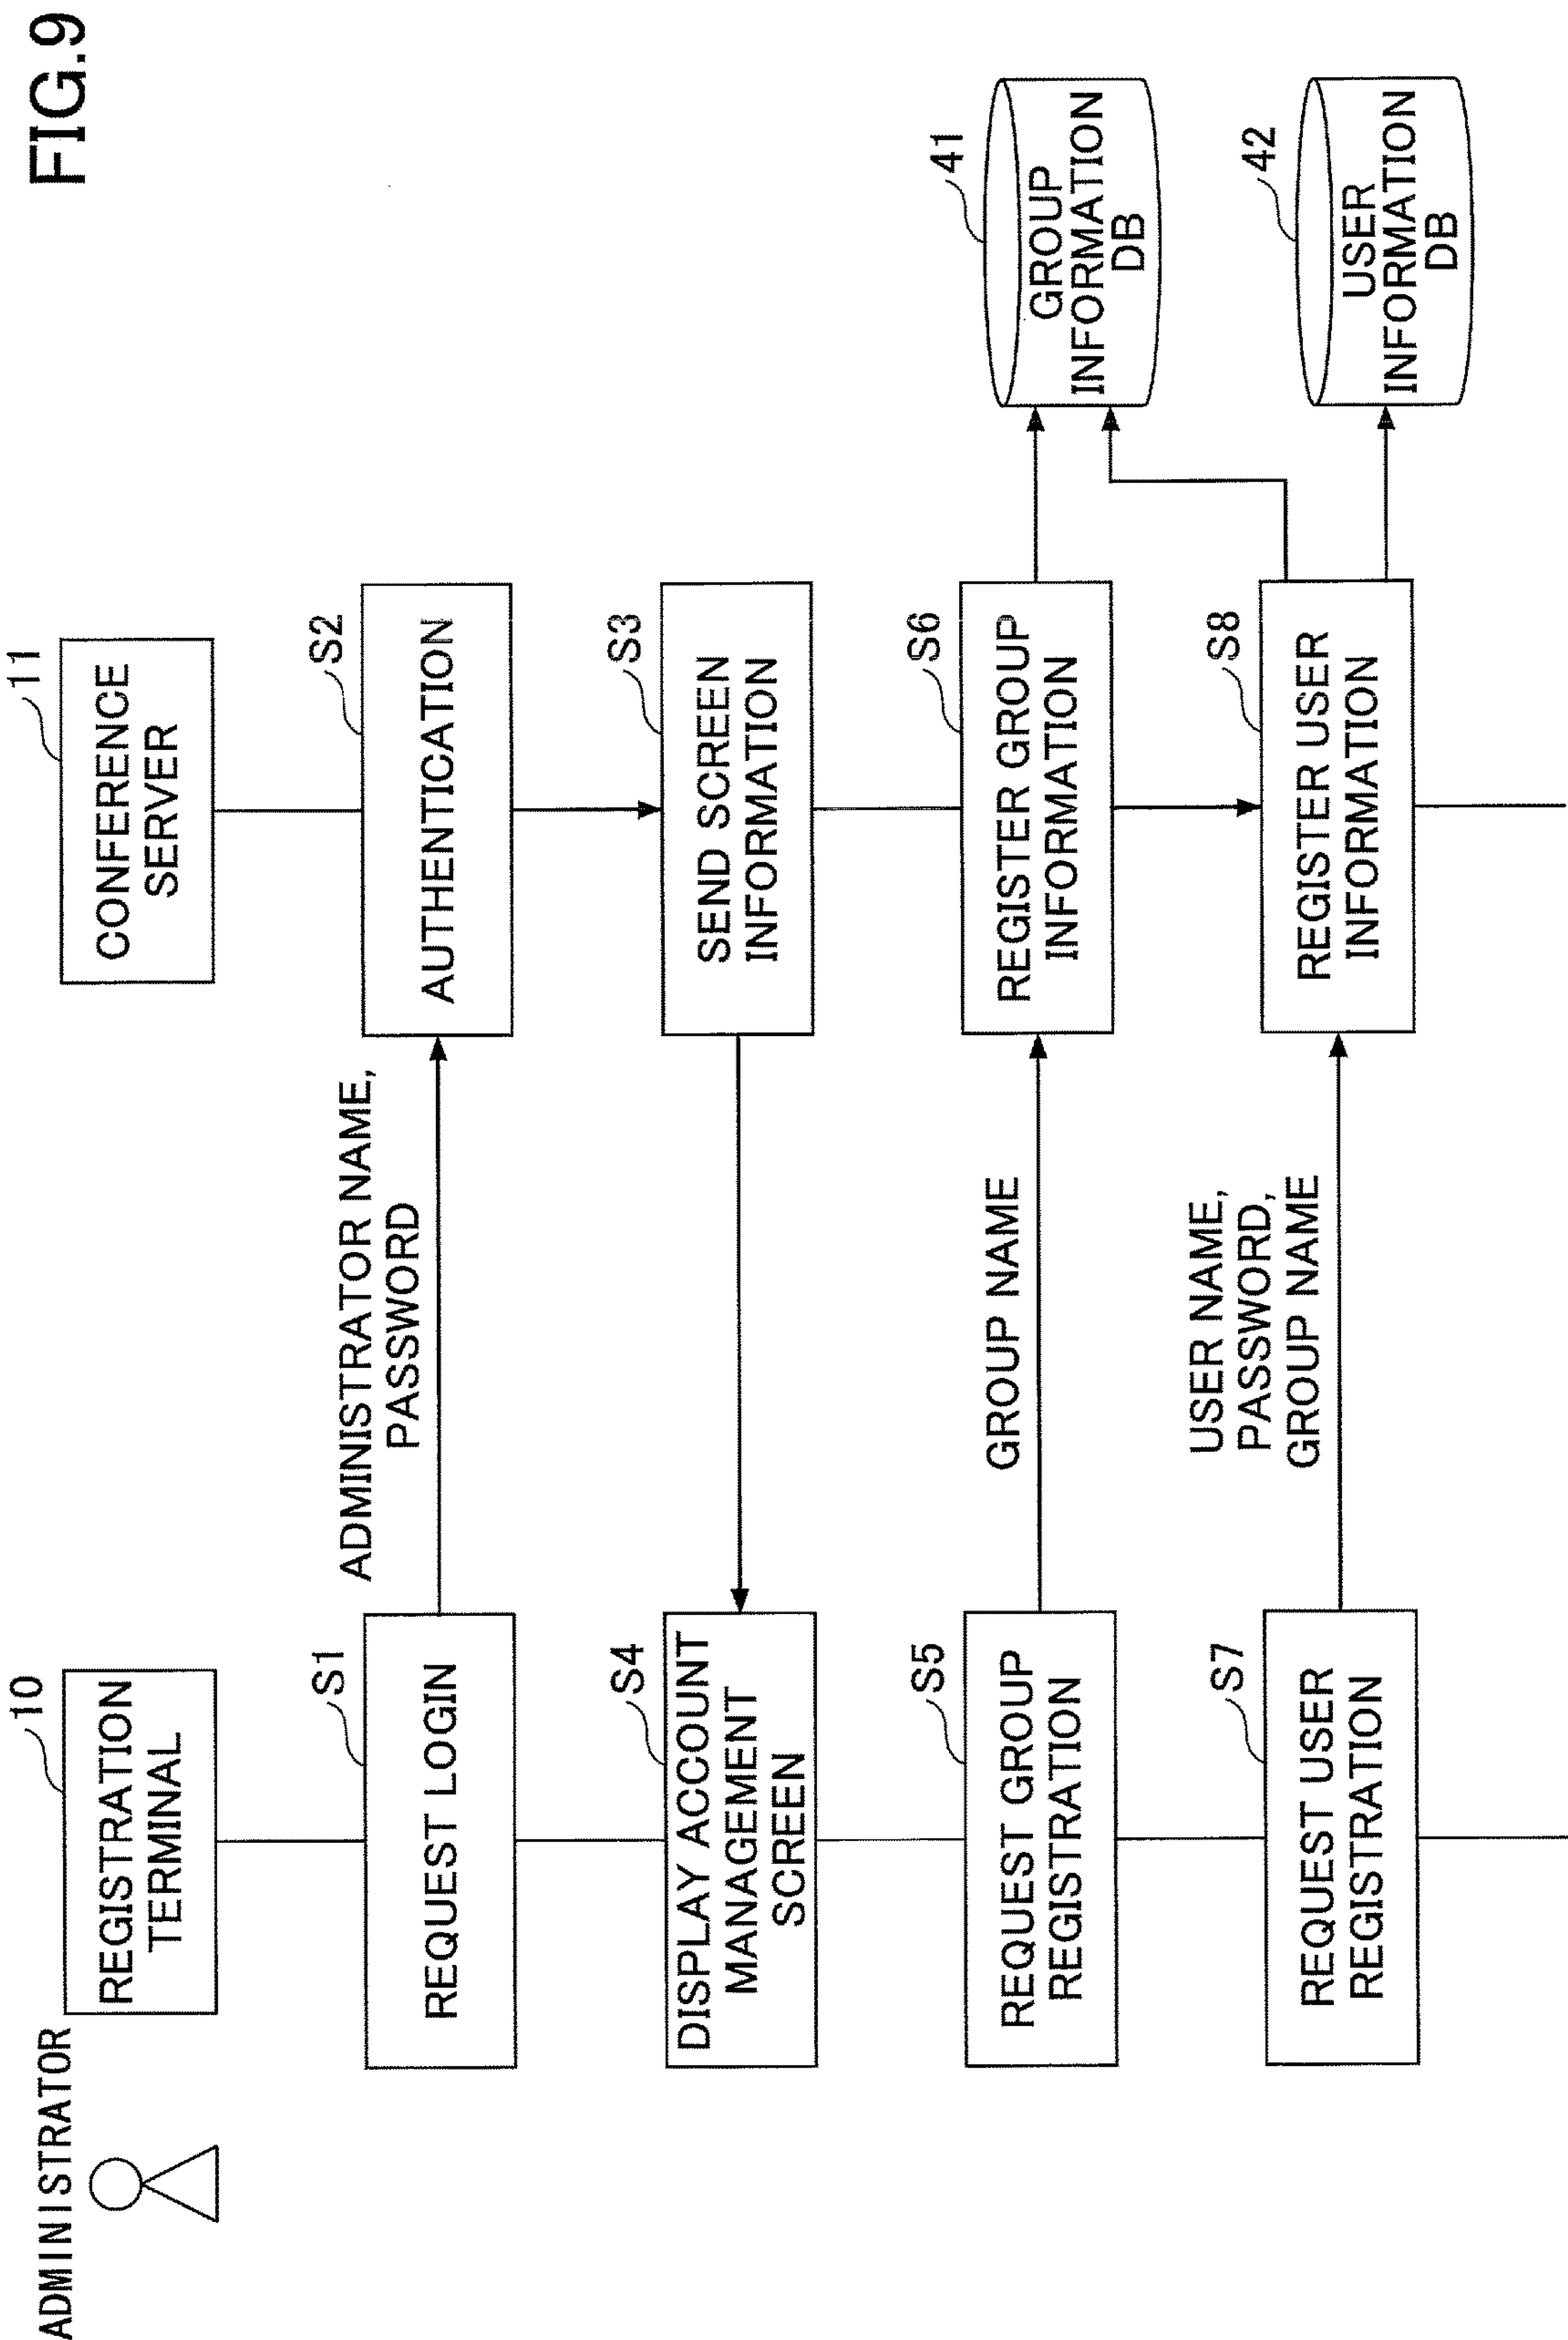 FIG.9
ADMINISTRATOR
10
REGISTRATION
TERMINAL
11
CONFERENCE
SERVER
S1
REQUEST LOGIN
ADMINISTRATOR NAME,
PASSWORD
S2
AUTHENTICATION
S4
DISPLAY ACCOUNT
MANAGEMENT
SCREEN
S3
SEND SCREEN
INFORMATION
S5
REQUEST GROUP
REGISTRATION
GROUP NAME
S6
REGISTER GROUP
INFORMATION
41
GROUP
INFORMATION
DB
S7
REQUEST USER
REGISTRATION
USER NAME,
PASSWORD,
GROUP NAME
S8
REGISTER USER
INFORMATION
42
USER
INFORMATION
DB